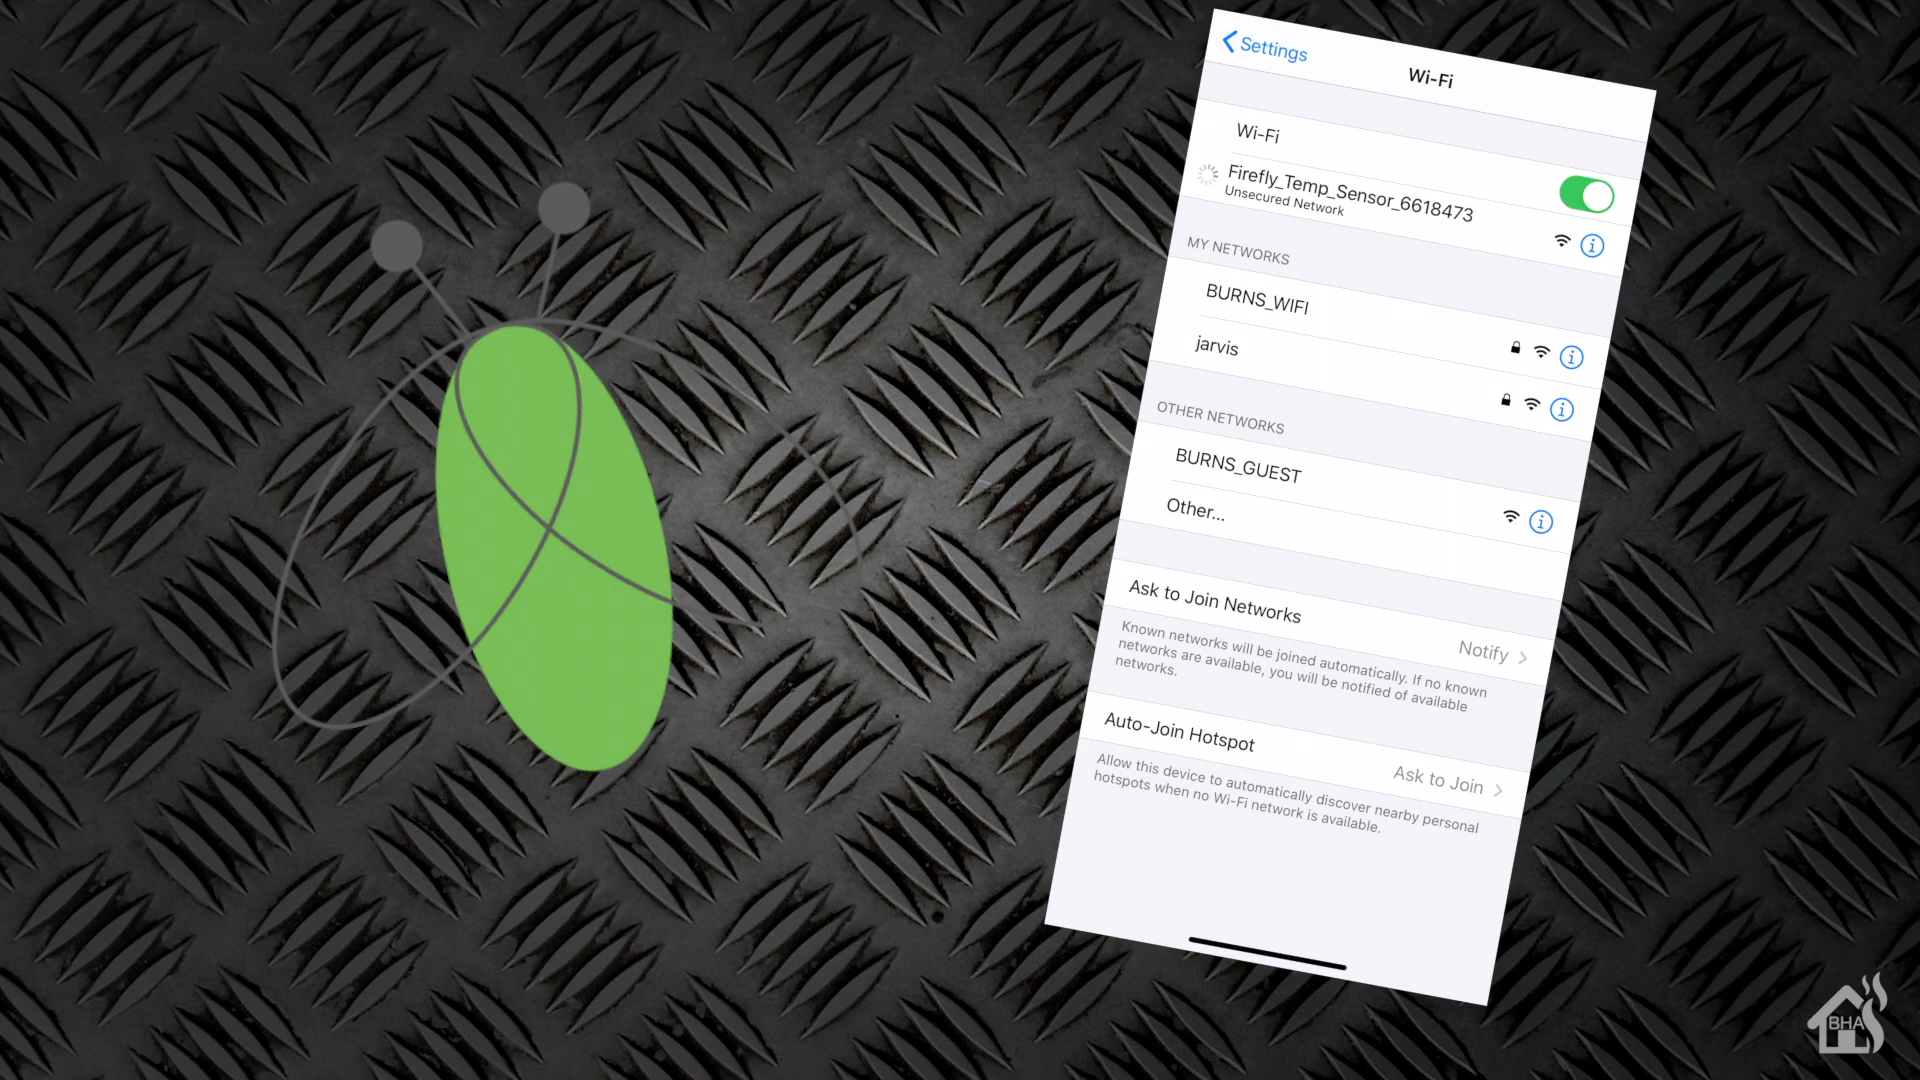 Settings
Wi-Fi
Wi-Fi
Firefly_Temp_Sensor_6618473
Unsecured Network
MY NETWORKS
BURNS_WIFI
jarvis
OTHER NETWORKS
BURNS_GUEST
Other...
Ask to Join Networks
Notify
Known networks will be joined automatically. If no known
networks are available, you will be notified of available
networks.
Auto-Join Hotspot
Ask to Join
Allow this device to automatically discover nearby personal
hotspots when no Wi-Fi network is available.
BHA